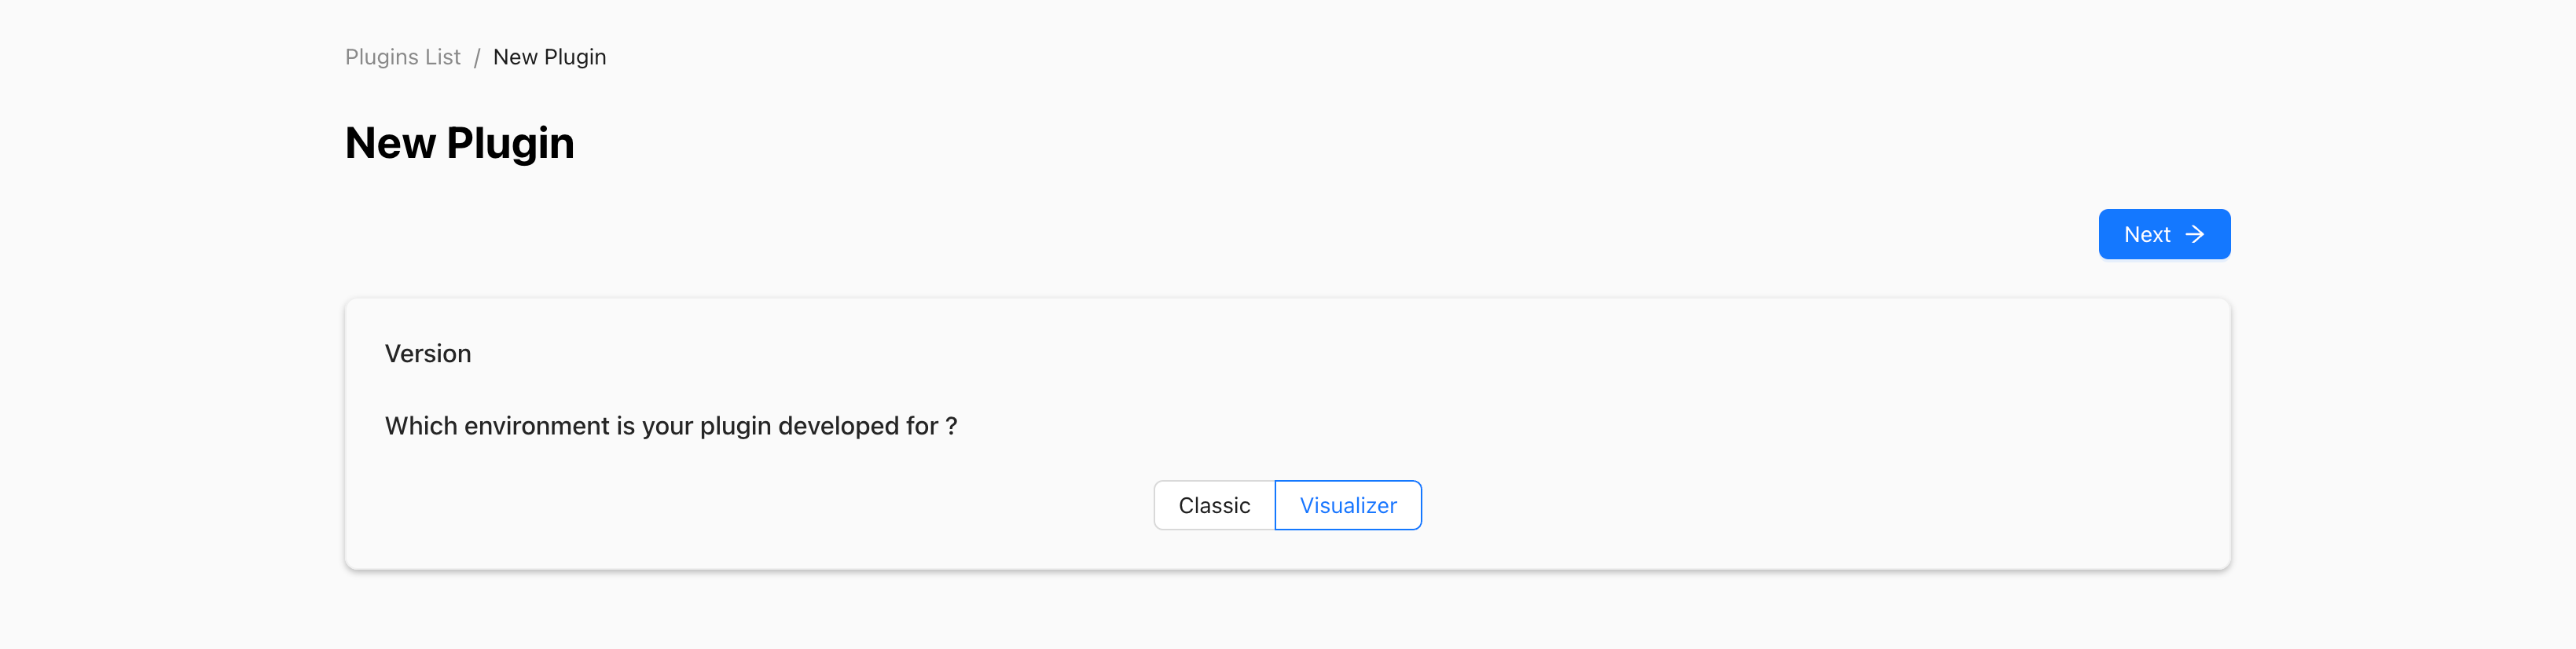 Plugins List / New Plugin
New Plugin
Next
Version
Which environment is your plugin developed for ?
Classic Visualizer